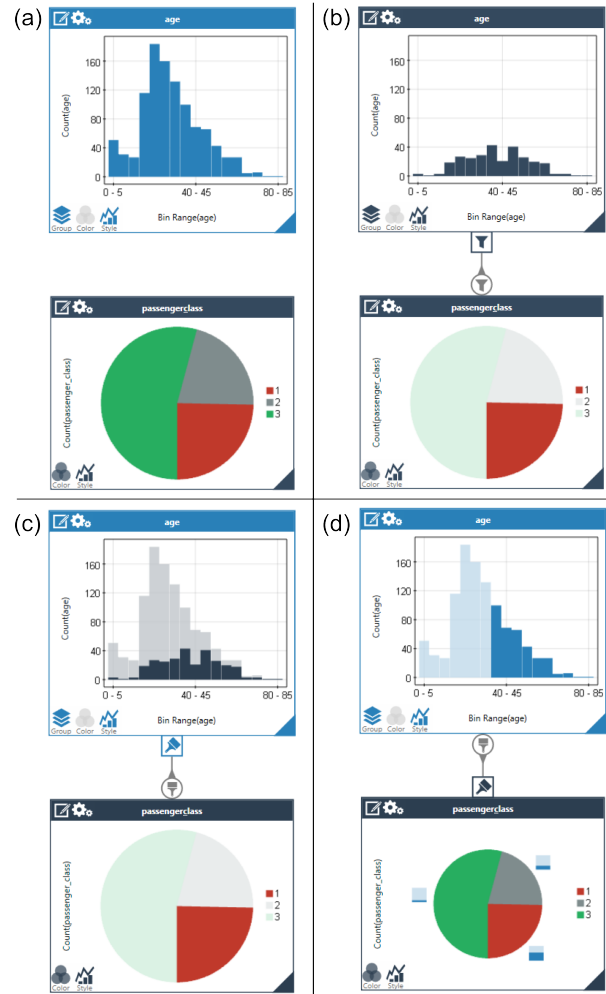 (a)
age
Count(age)
160
120
80
40
0
0 - 5
40 - 45
80 - 85
Bin Range(age)
Group
Color
Style
passengerclass
Count(passenger_class)
1
2
3
Color
Style
(b)
age
Count(age)
160
120
80
40
0
0 - 5
40 - 45
80 - 85
Bin Range(age)
Group
Color
Style
passengerclass
Count(passenger_class)
1
2
3
Color
Style
(c)
age
Count(age)
160
120
80
40
0
0 - 5
40 - 45
80 - 85
Bin Range(age)
Group
Color
Style
passengerclass
Count(passenger_class)
1
2
3
Color
Style
(d)
age
Count(age)
160
120
80
40
0
0 - 5
40 - 45
80 - 85
Bin Range(age)
Group
Color
Style
passengerclass
Count(passenger_class)
1
2
3
Color
Style